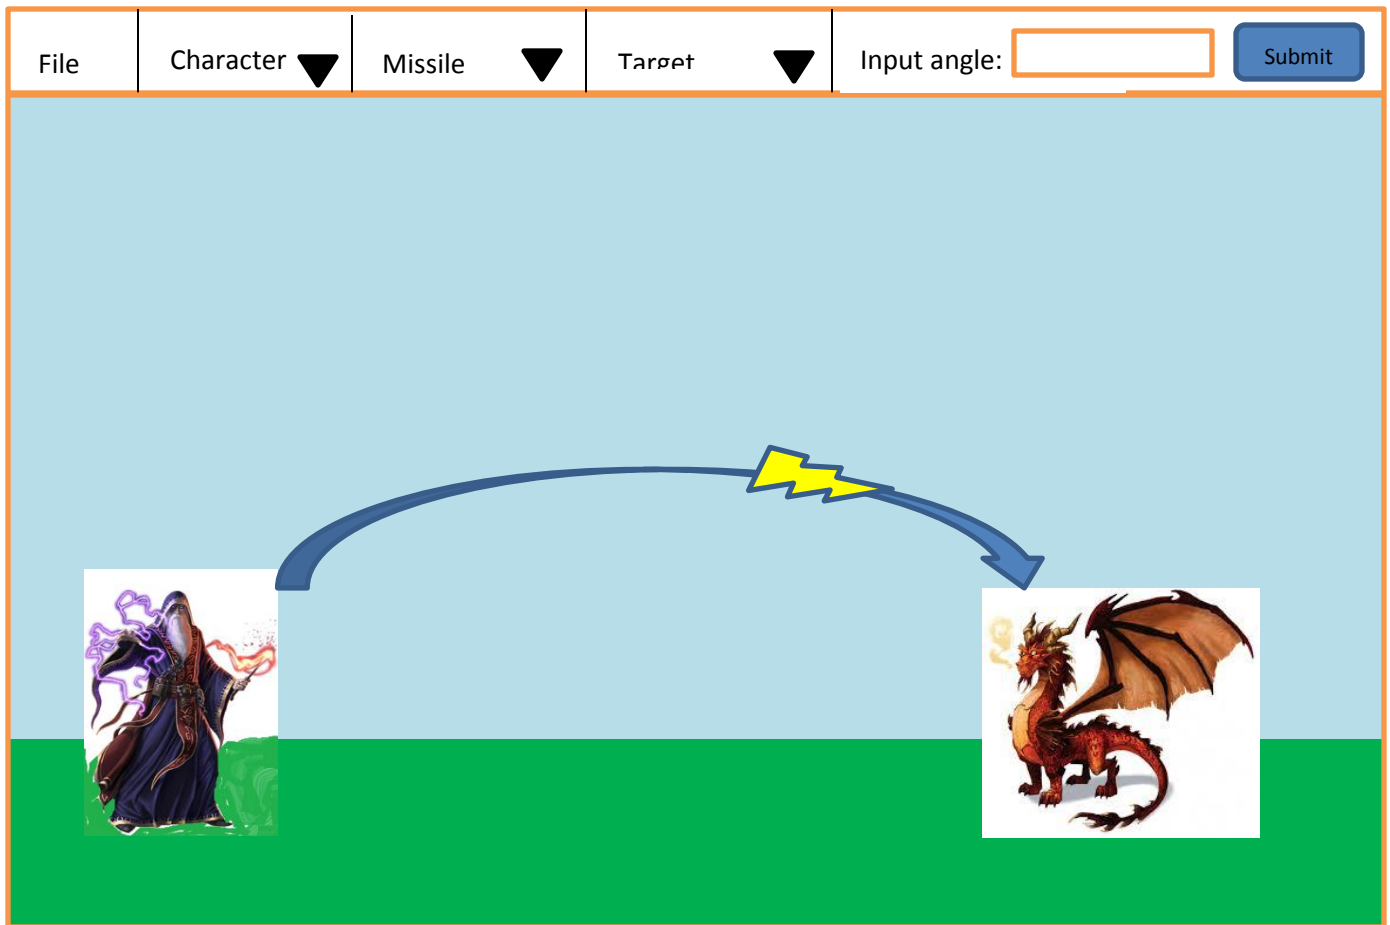 File
Character
Missile
Target
Input angle:
Submit